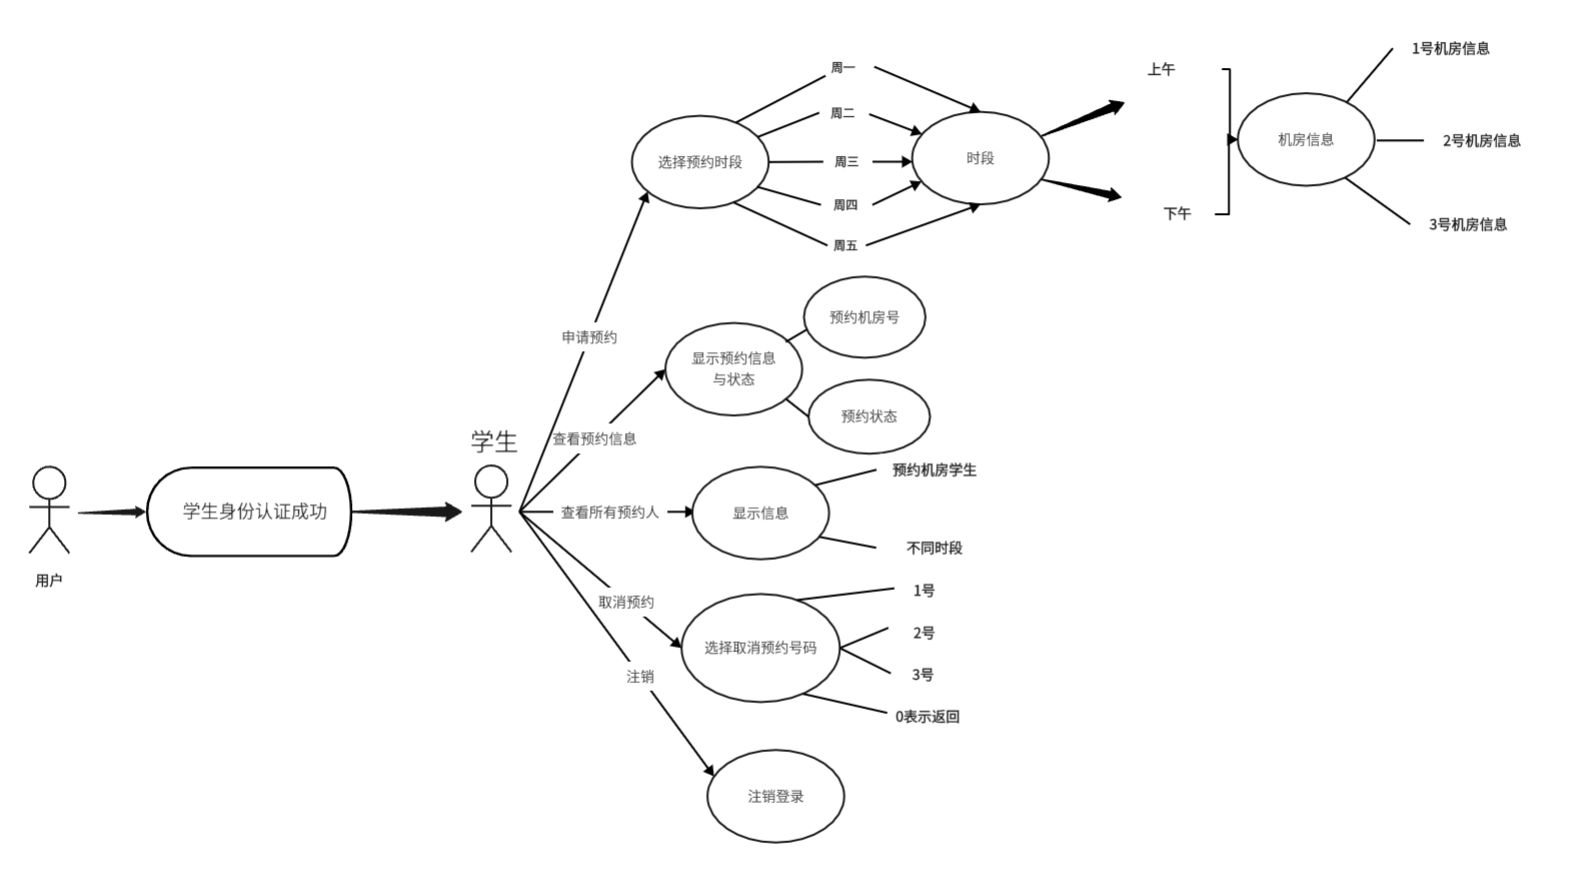 用户
学生身份认证成功
学生
申请预约
选择预约时段
周一
周二
周三
周四
周五
时段
上午
下午
机房信息
1号机房信息
2号机房信息
3号机房信息
查看预约信息
显示预约信息
与状态
预约机房号
预约状态
查看所有预约人
显示信息
预约机房学生
不同时段
取消预约
选择取消预约号码
1号
2号
3号
0表示返回
注销
注销登录